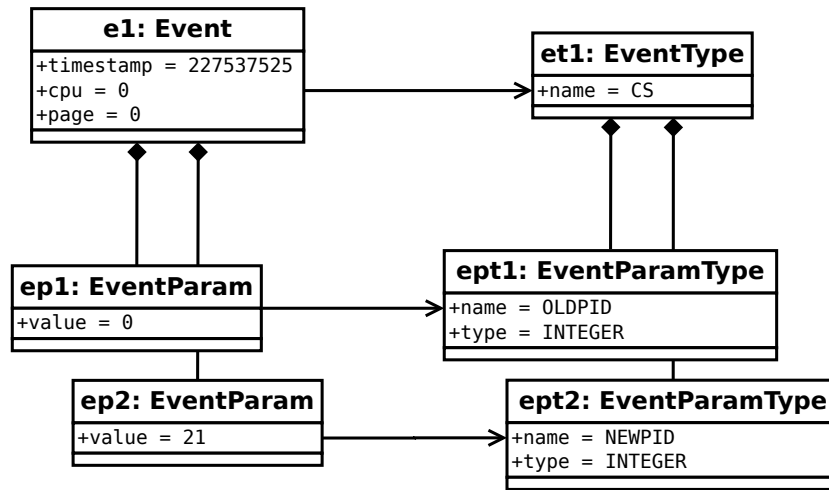 e1: Event
+timestamp = 227537525
+cpu = 0
+page = 0
et1: EventType
+name = CS
ep1: EventParam
+value = 0
ept1: EventParamType
+name = OLDPID
+type = INTEGER
ep2: EventParam
+value = 21
ept2: EventParamType
+name = NEWPID
+type = INTEGER